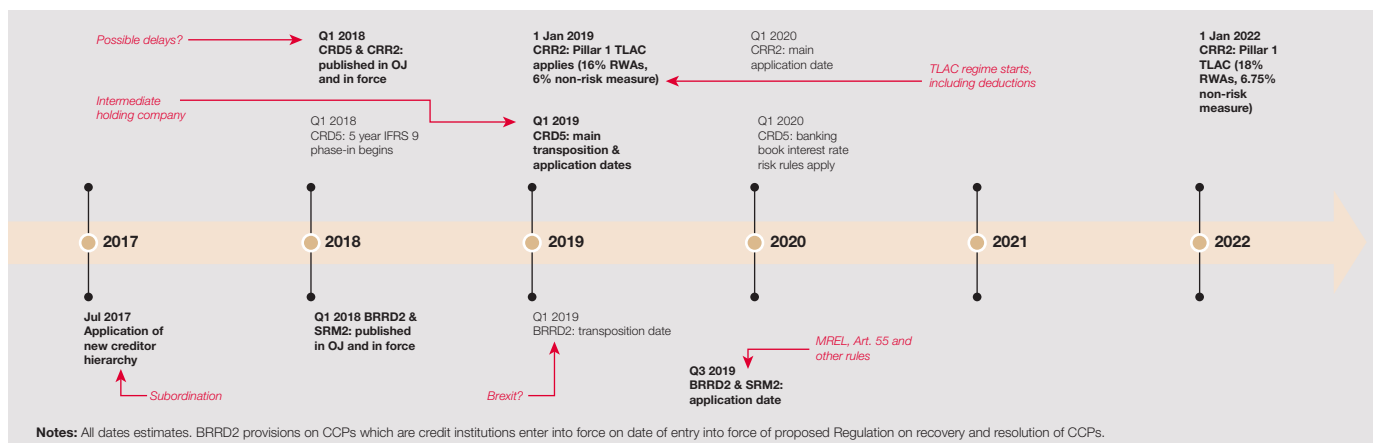 Possible delays?
Q1 2018
CRD5 & CRR2:
published in OJ
and in force
1 Jan 2019
CRR2: Pillar 1 TLAC
applies (16% RWAs,
6% non-risk measure)
Q1 2020
CRR2: main
application date
TLAC regime starts,
including deductions
1 Jan 2022
CRR2: Pillar 1
TLAC (18%
RWAs, 6.75%
non-risk
measure)
Intermediate
holding company
Q1 2018
CRD5: 5 year IFRS 9
phase-in begins
Q1 2019
CRD5: main
transposition &
application dates
Q1 2020
CRD5: banking
book interest rate
risk rules apply
2017
2018
2019
2020
2021
2022
Jul 2017
Application of
new creditor
hierarchy
Subordination
Q1 2018 BRRD2 &
SRM2: published
in OJ and in force
Q1 2019
BRRD2: transposition date
Brexit?
MREL, Art. 55 and
other rules
Q3 2019
BRRD2 & SRM2:
application date
Notes: All dates estimates. BRRD2 provisions on CCPs which are credit institutions enter into force on date of entry into force of proposed Regulation on recovery and resolution of CCPs.